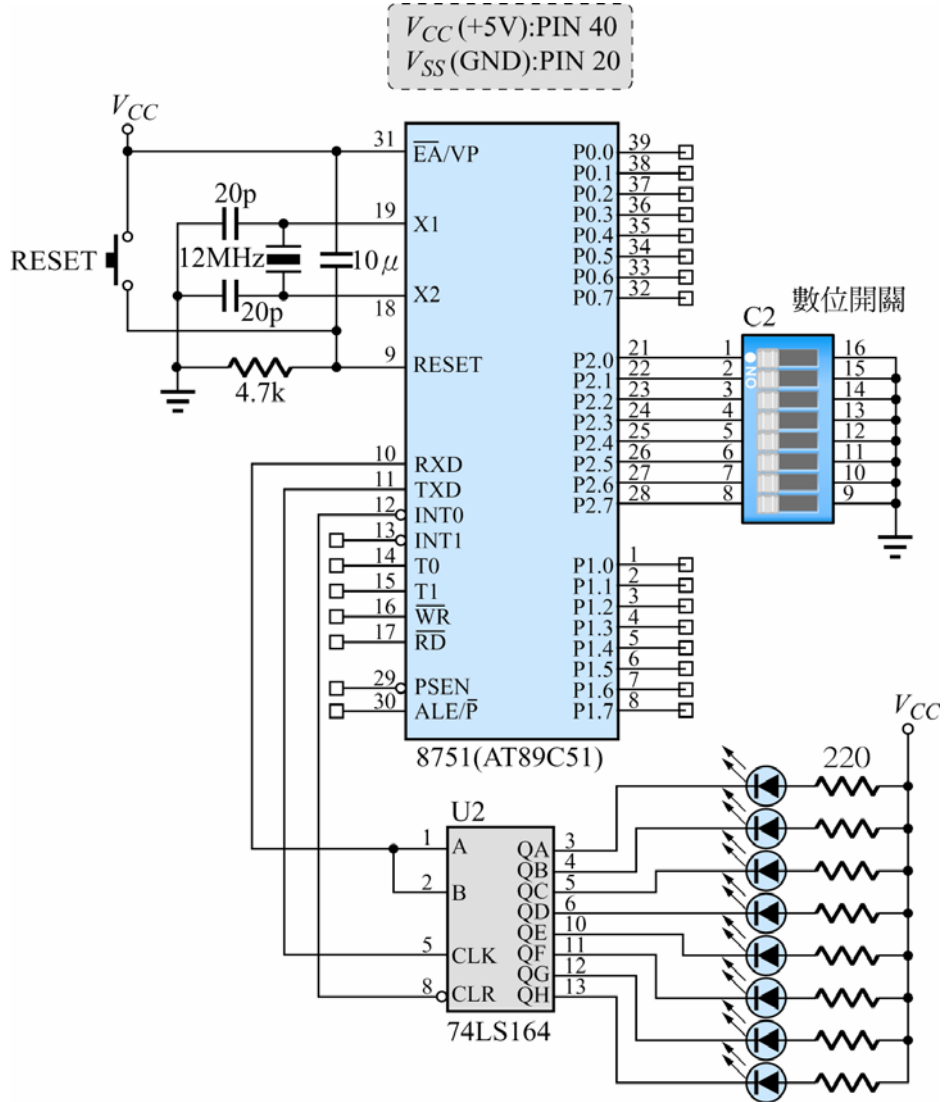 V_CC (+5V):PIN 40
V_SS (GND):PIN 20
V_CC
RESET
20p
12MHz
20p
10μ
4.7k
31 EA/VP
19 X1
18 X2
9 RESET
10 RXD
11 TXD
12 INT0
13 INT1
14 T0
15 T1
16 WR
17 RD
29 PSEN
30 ALE/P
P0.0 39
P0.1 38
P0.2 37
P0.3 36
P0.4 35
P0.5 34
P0.6 33
P0.7 32
P2.0 21
P2.1 22
P2.2 23
P2.3 24
P2.4 25
P2.5 26
P2.6 27
P2.7 28
P1.0 1
P1.1 2
P1.2 3
P1.3 4
P1.4 5
P1.5 6
P1.6 7
P1.7 8
8751(AT89C51)
C2 數位開關
ON
1 16
2 15
3 14
4 13
5 12
6 11
7 10
8 9
U2
1 A
2 B
5 CLK
8 CLR
QA 3
QB 4
QC 5
QD 6
QE 10
QF 11
QG 12
QH 13
74LS164
220
V_CC